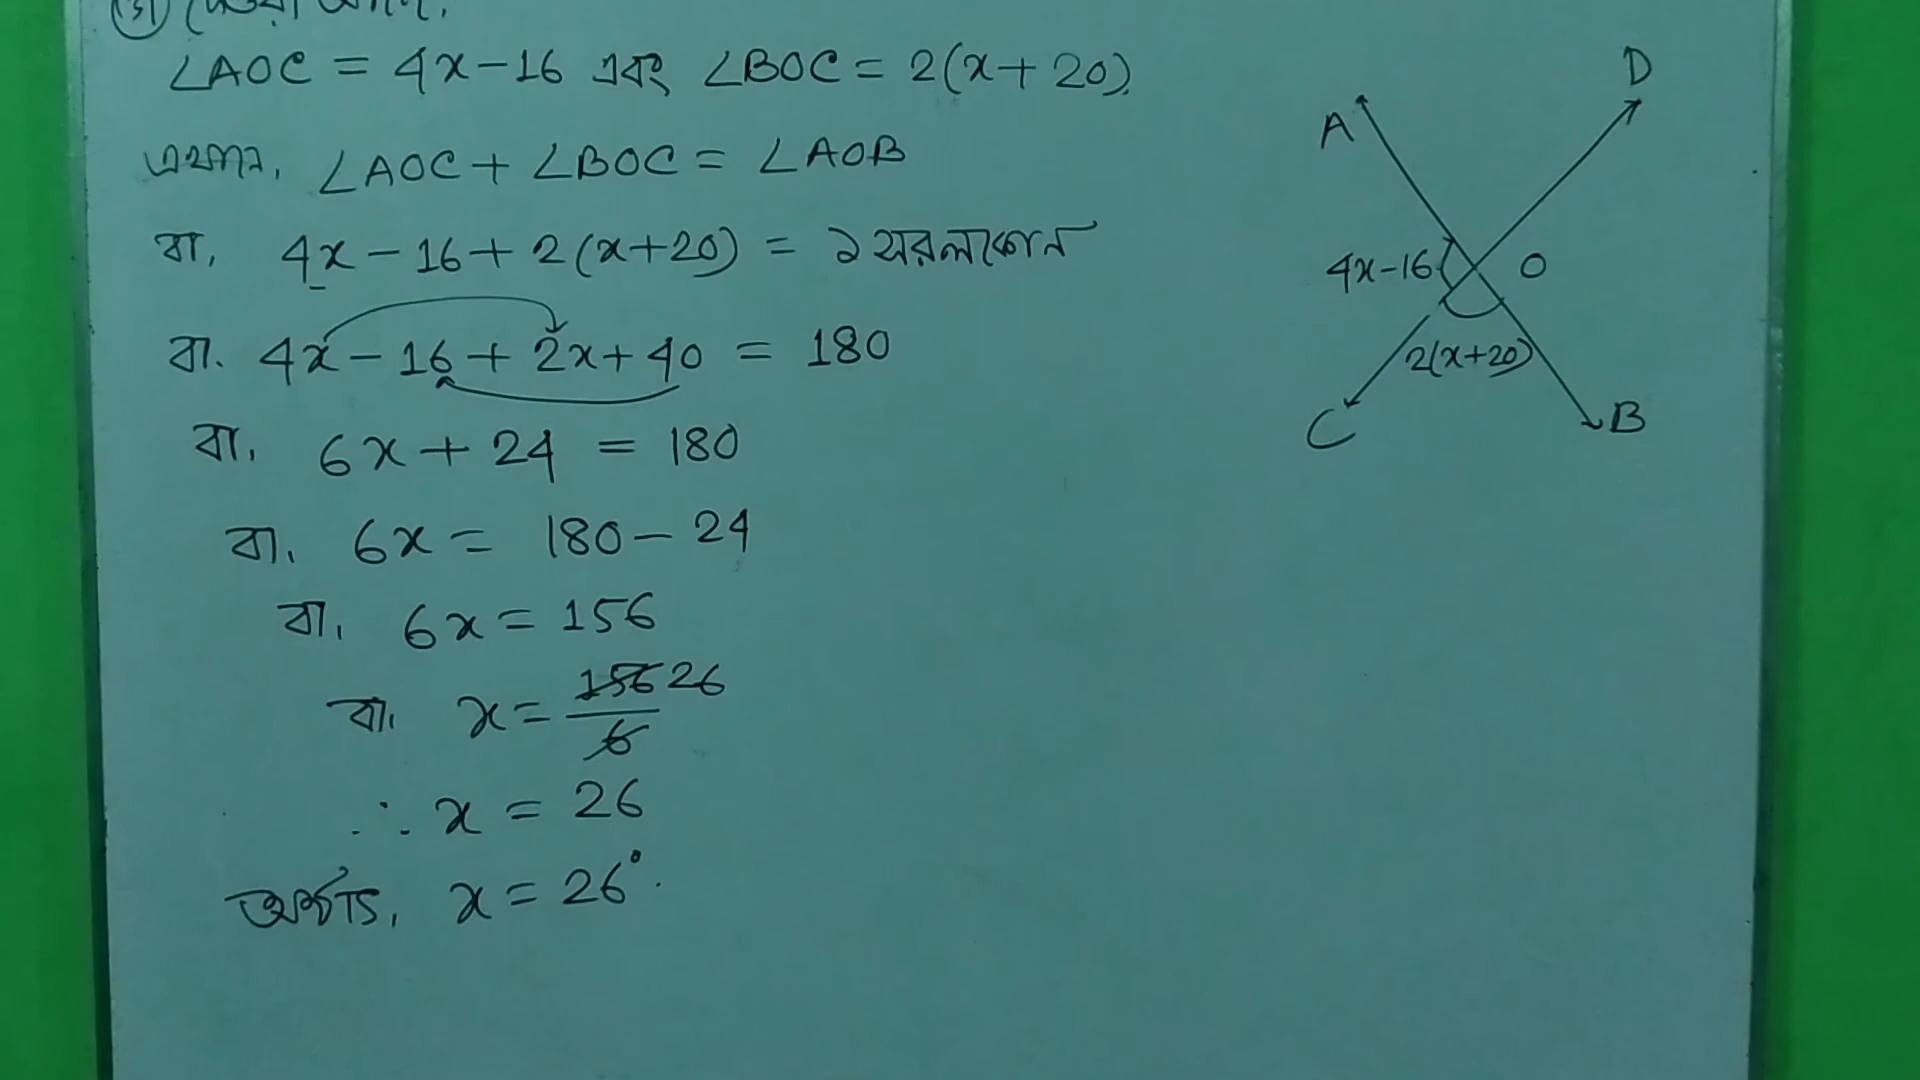 ∠AOC = 4x-16 এবং ∠BOC = 2(x+20)
এখন, ∠AOC + ∠BOC = ∠AOB
বা, 4x - 16 + 2(x+20) = ১ সরলকোন
বা. 4x - 16 + 2x + 40 = 180
বা, 6x + 24 = 180
বা, 6x = 180 - 24
বা, 6x = 156
বা, x = 156/6 26
∴ x = 26
অর্থাৎ, x = 26°
A
D
4x-16
O
2(x+20)
C
B